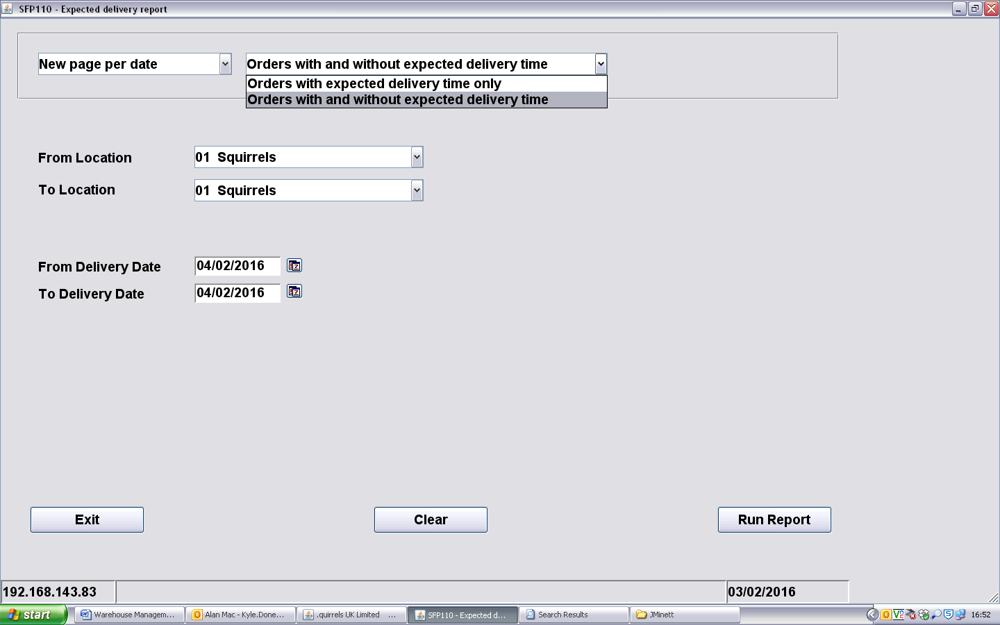 SFP110 - Expected delivery report
New page per date
Orders with and without expected delivery time
Orders with expected delivery time only
Orders with and without expected delivery time
From Location
01 Squirrels
To Location
01 Squirrels
From Delivery Date
04/02/2016
To Delivery Date
04/02/2016
Exit
Clear
Run Report
192.168.143.83
03/02/2016
start
Warehouse Managem...
Alan Mac - Kyle.Done...
.quirrels UK Limited ...
SFP110 - Expected d...
Search Results
JMinett
16:52